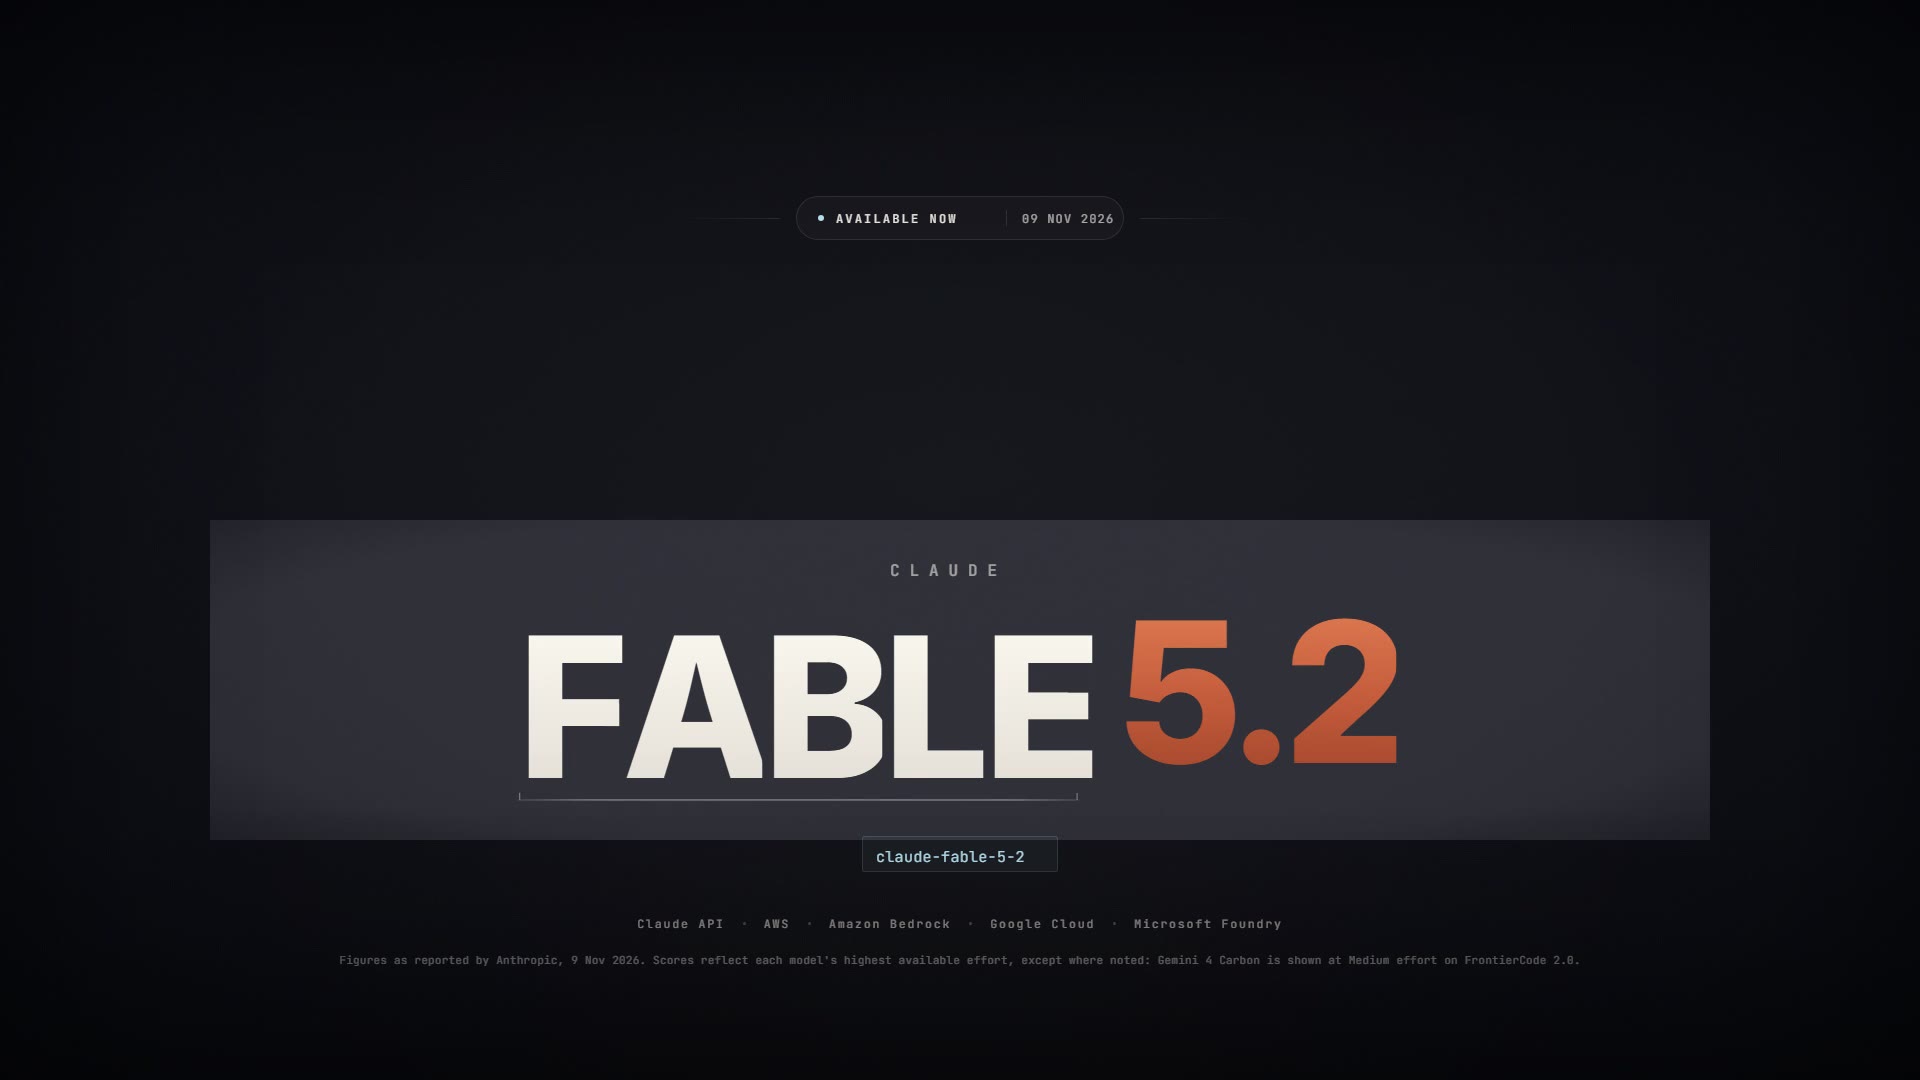 AVAILABLE NOW 09 NOV 2026
CLAUDE
FABLE 5.2
claude-fable-5-2
Claude API · AWS · Amazon Bedrock · Google Cloud · Microsoft Foundry
Figures as reported by Anthropic, 9 Nov 2026. Scores reflect each model's highest available effort, except where noted: Gemini 4 Carbon is shown at Medium effort on FrontierCode 2.0.